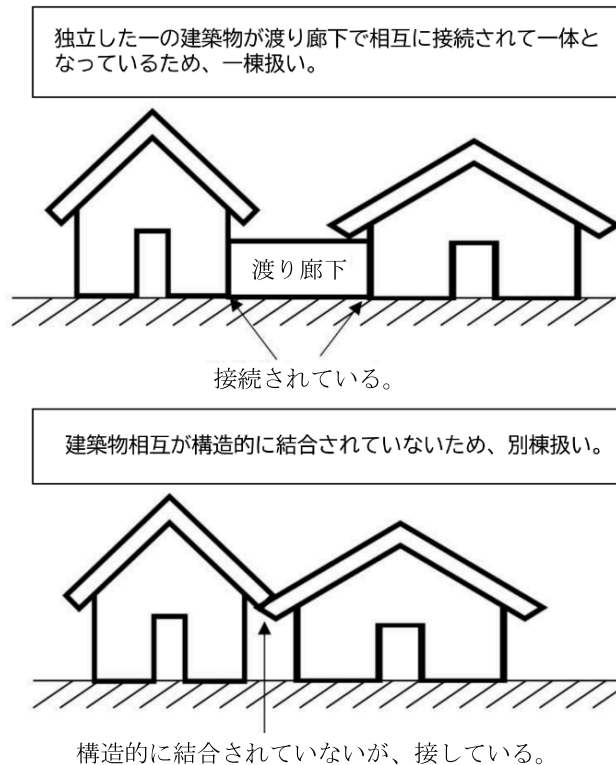 独立した一の建築物が渡り廊下で相互に接続されて一体と
なっているため、一棟扱い。
渡り廊下
接続されている。
建築物相互が構造的に結合されていないため、別棟扱い。
構造的に結合されていないが、接している。